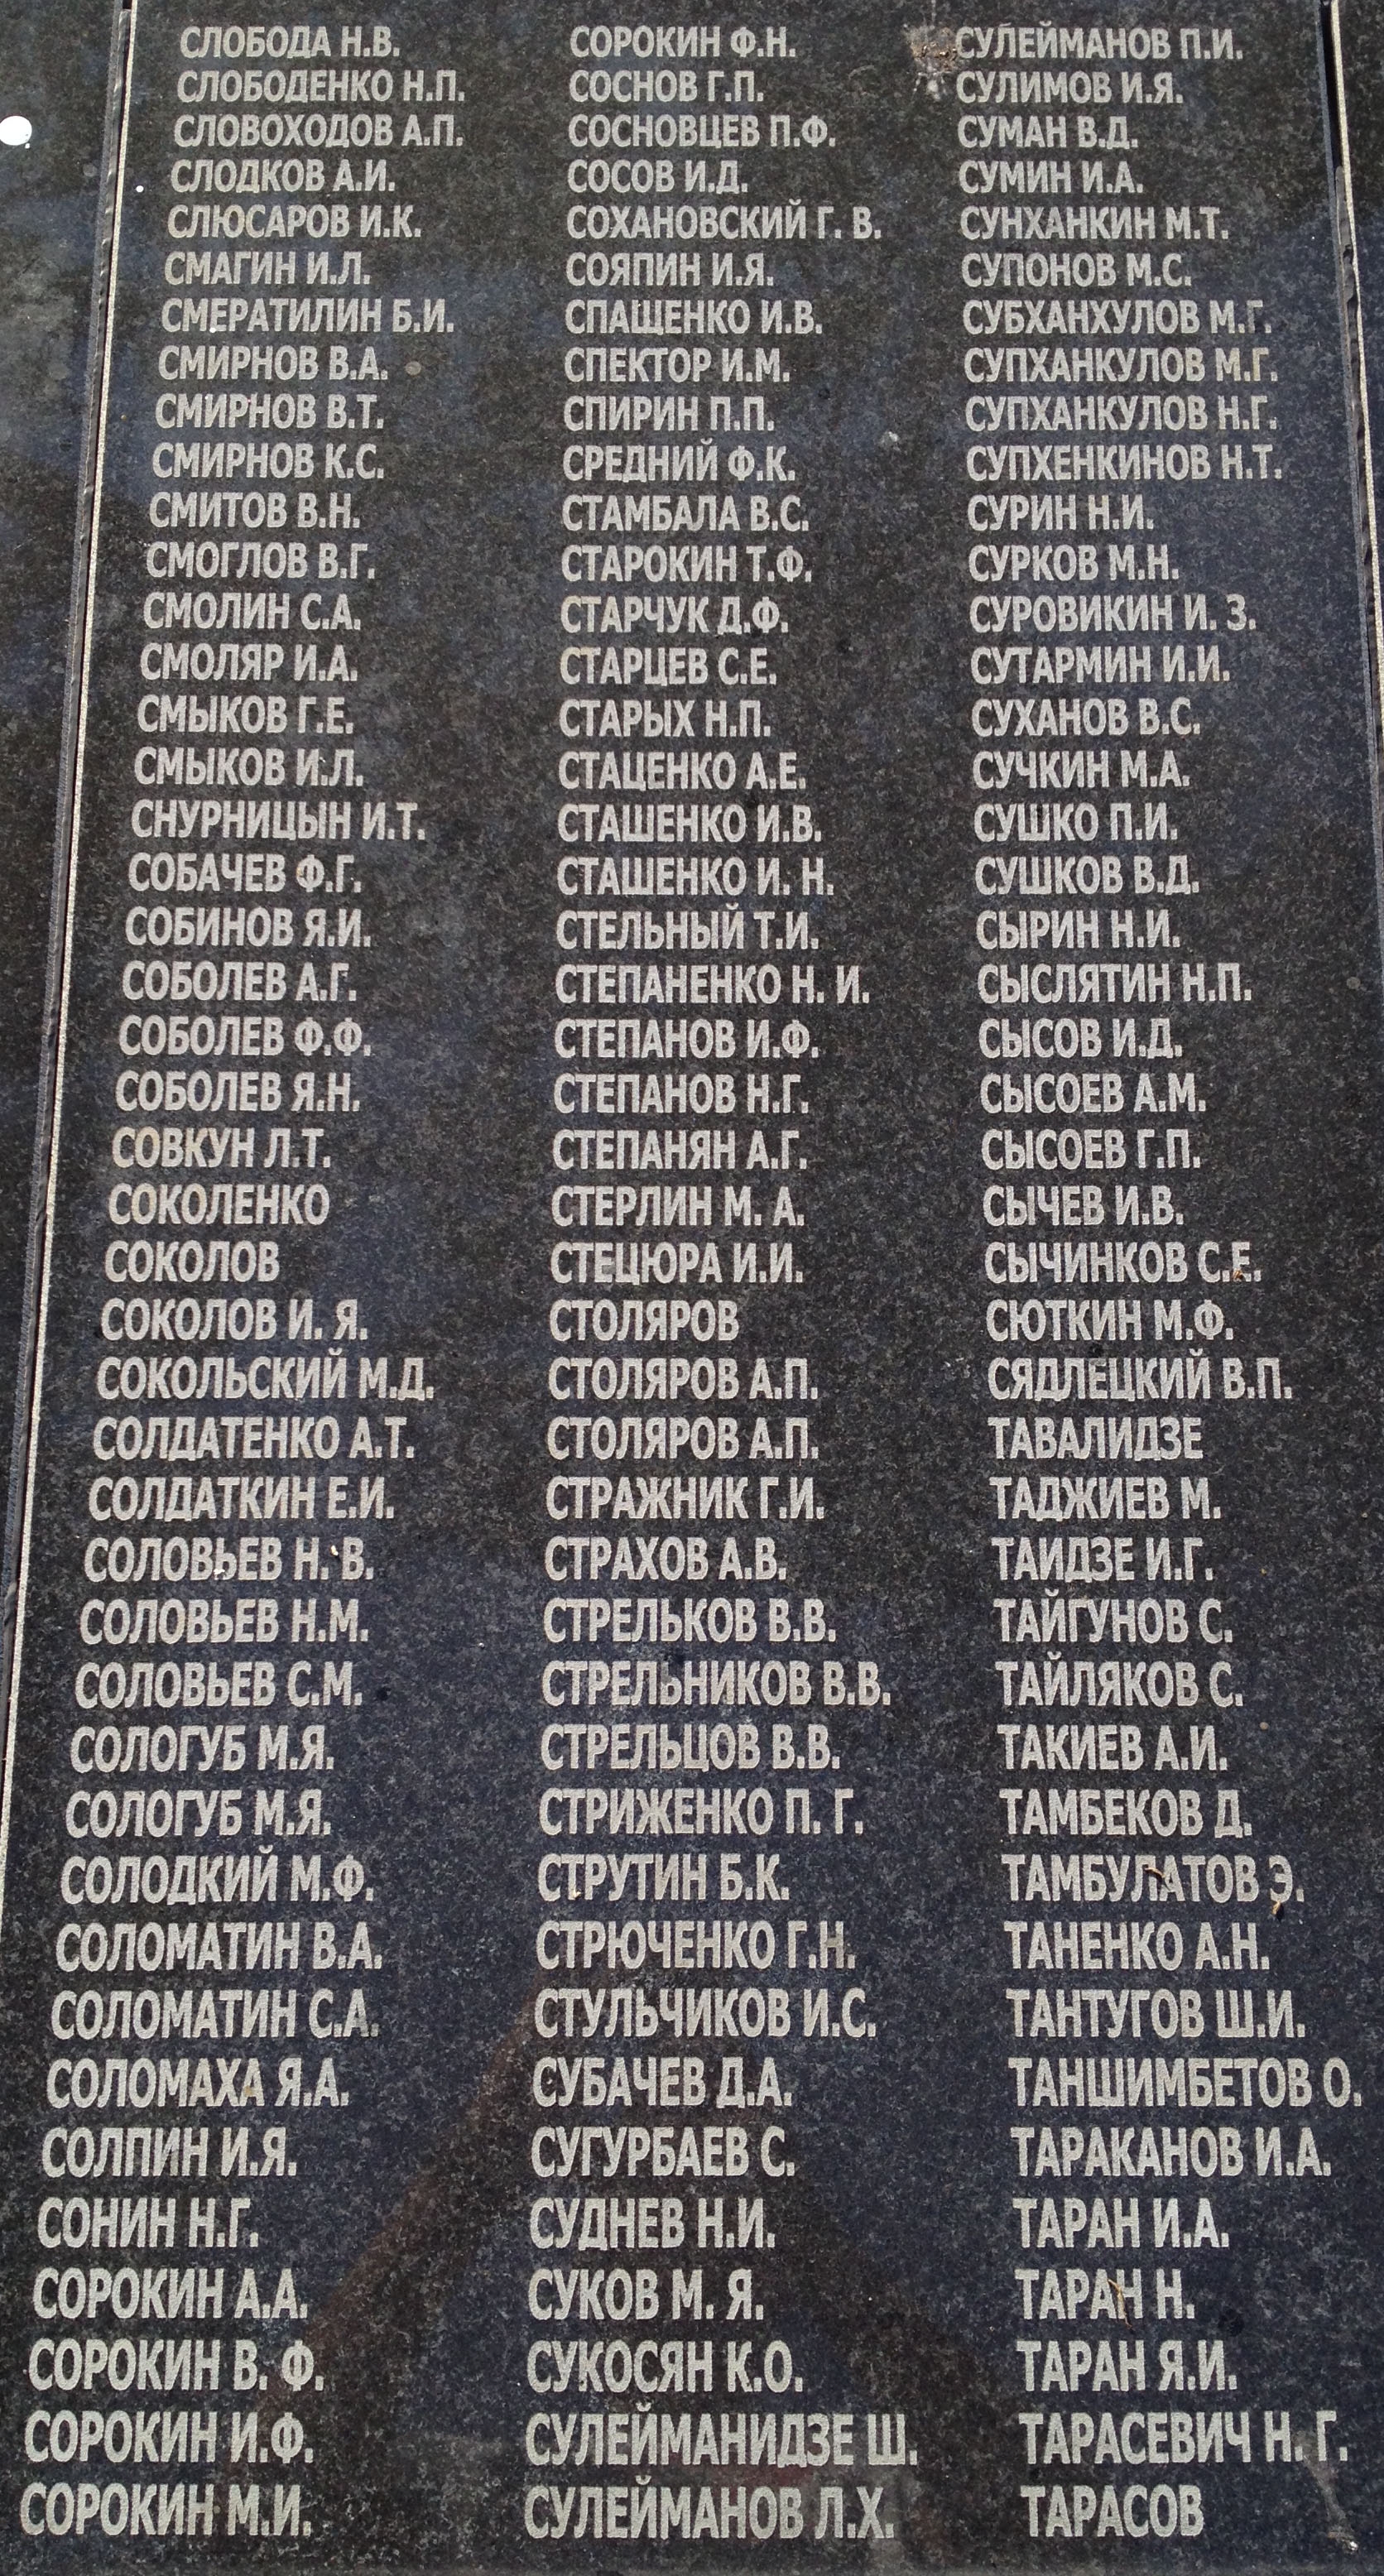 СЛОБОДА Н.В.
СЛОБОДЕНКО Н.П.
СЛОВОХОДОВ А.П.
СЛОДКОВ А.И.
СЛЮСАРОВ И.К.
СМАГИН И.Л.
СМЕРАТИЛИН Б.И.
СМИРНОВ В.А.
СМИРНОВ В.Т.
СМИРНОВ К.С.
СМИТОВ В.Н.
СМОГЛОВ В.Г.
СМОЛИН С.А.
СМОЛЯР И.А.
СМЫКОВ Г.Е.
СМЫКОВ И.Л.
СНУРНИЦЫН И.Т.
СОБАЧЕВ Ф.Г.
СОБИНОВ Я.И.
СОБОЛЕВ А.Г.
СОБОЛЕВ Ф.Ф.
СОБОЛЕВ Я.Н.
СОВКУН Л.Т.
СОКОЛЕНКО
СОКОЛОВ
СОКОЛОВ И. Я.
СОКОЛЬСКИЙ М.Д.
СОЛДАТЕНКО А.Т.
СОЛДАТКИН Е.И.
СОЛОВЬЕВ Н. В.
СОЛОВЬЕВ Н.М.
СОЛОВЬЕВ С.М.
СОЛОГУБ М.Я.
СОЛОГУБ М.Я.
СОЛОДКИЙ М.Ф.
СОЛОМАТИН В.А.
СОЛОМАТИН С.А.
СОЛОМАХА Я.А.
СОЛПИН И.Я.
СОНИН Н.Г.
СОРОКИН А.А.
СОРОКИН В. Ф.
СОРОКИН И.Ф.
СОРОКИН М.И.
СОРОКИН Ф.Н.
СОСНОВ Г.П.
СОСНОВЦЕВ П.Ф.
СОСОВ И.Д.
СОХАНОВСКИЙ Г. В.
СОЯПИН И.Я.
СПАЩЕНКО И.В.
СПЕКТОР И.М.
СПИРИН П.П.
СРЕДНИЙ Ф.К.
СТАМБАЛА В.С.
СТАРОКИН Т.Ф.
СТАРЧУК Д.Ф.
СТАРЦЕВ С.Е.
СТАРЫХ Н.П.
СТАЦЕНКО А.Е.
СТАШЕНКО И.В.
СТАШЕНКО И. Н.
СТЕЛЬНЫЙ Т.И.
СТЕПАНЕНКО Н. И.
СТЕПАНОВ И.Ф.
СТЕПАНОВ Н.Г.
СТЕПАНЯН А.Г.
СТЕРЛИН М. А.
СТЕЦЮРА И.И.
СТОЛЯРОВ
СТОЛЯРОВ А.П.
СТОЛЯРОВ А.П.
СТРАЖНИК Г.И.
СТРАХОВ А.В.
СТРЕЛЬКОВ В.В.
СТРЕЛЬНИКОВ В.В.
СТРЕЛЬЦОВ В.В.
СТРИЖЕНКО П. Г.
СТРУТИН Б.К.
СТРЮЧЕНКО Г.Н.
СТУЛЬЧИКОВ И.С.
СУБАЧЕВ Д.А.
СУГУРБАЕВ С.
СУДНЕВ Н.И.
СУКОВ М. Я.
СУКОСЯН К.О.
СУЛЕЙМАНИДЗЕ Ш.
СУЛЕЙМАНОВ Л.Х.
СУЛЕЙМАНОВ П.И.
СУЛИМОВ И.Я.
СУМАН В.Д.
СУМИН И.А.
СУНХАНКИН М.Т.
СУПОНОВ М.С.
СУБХАНХУЛОВ М.Г.
СУПХАНКУЛОВ М.Г.
СУПХАНКУЛОВ Н.Г.
СУПХЕНКИНОВ Н.Т.
СУРИН Н.И.
СУРКОВ М.Н.
СУРОВИКИН И. З.
СУТАРМИН И.И.
СУХАНОВ В.С.
СУЧКИН М.А.
СУШКО П.И.
СУШКОВ В.Д.
СЫРИН Н.И.
СЫСЛЯТИН Н.П.
СЫСОВ И.Д.
СЫСОЕВ А.М.
СЫСОЕВ Г.П.
СЫЧЕВ И.В.
СЫЧИНКОВ С.Е.
СЮТКИН М.Ф.
СЯДЛЕЦКИЙ В.П.
ТАВАЛИДЗЕ
ТАДЖИЕВ М.
ТАИДЗЕ И.Г.
ТАЙГУНОВ С.
ТАЙЛЯКОВ С.
ТАКИЕВ А.И.
ТАМБЕКОВ Д.
ТАМБУЛАТОВ Э.
ТАНЕНКО А.Н.
ТАНТУГОВ Ш.И.
ТАНШИМБЕТОВ О.
ТАРАКАНОВ И.А.
ТАРАН И.А.
ТАРАН Н.
ТАРАН Я.И.
ТАРАСЕВИЧ Н. Г.
ТАРАСОВ